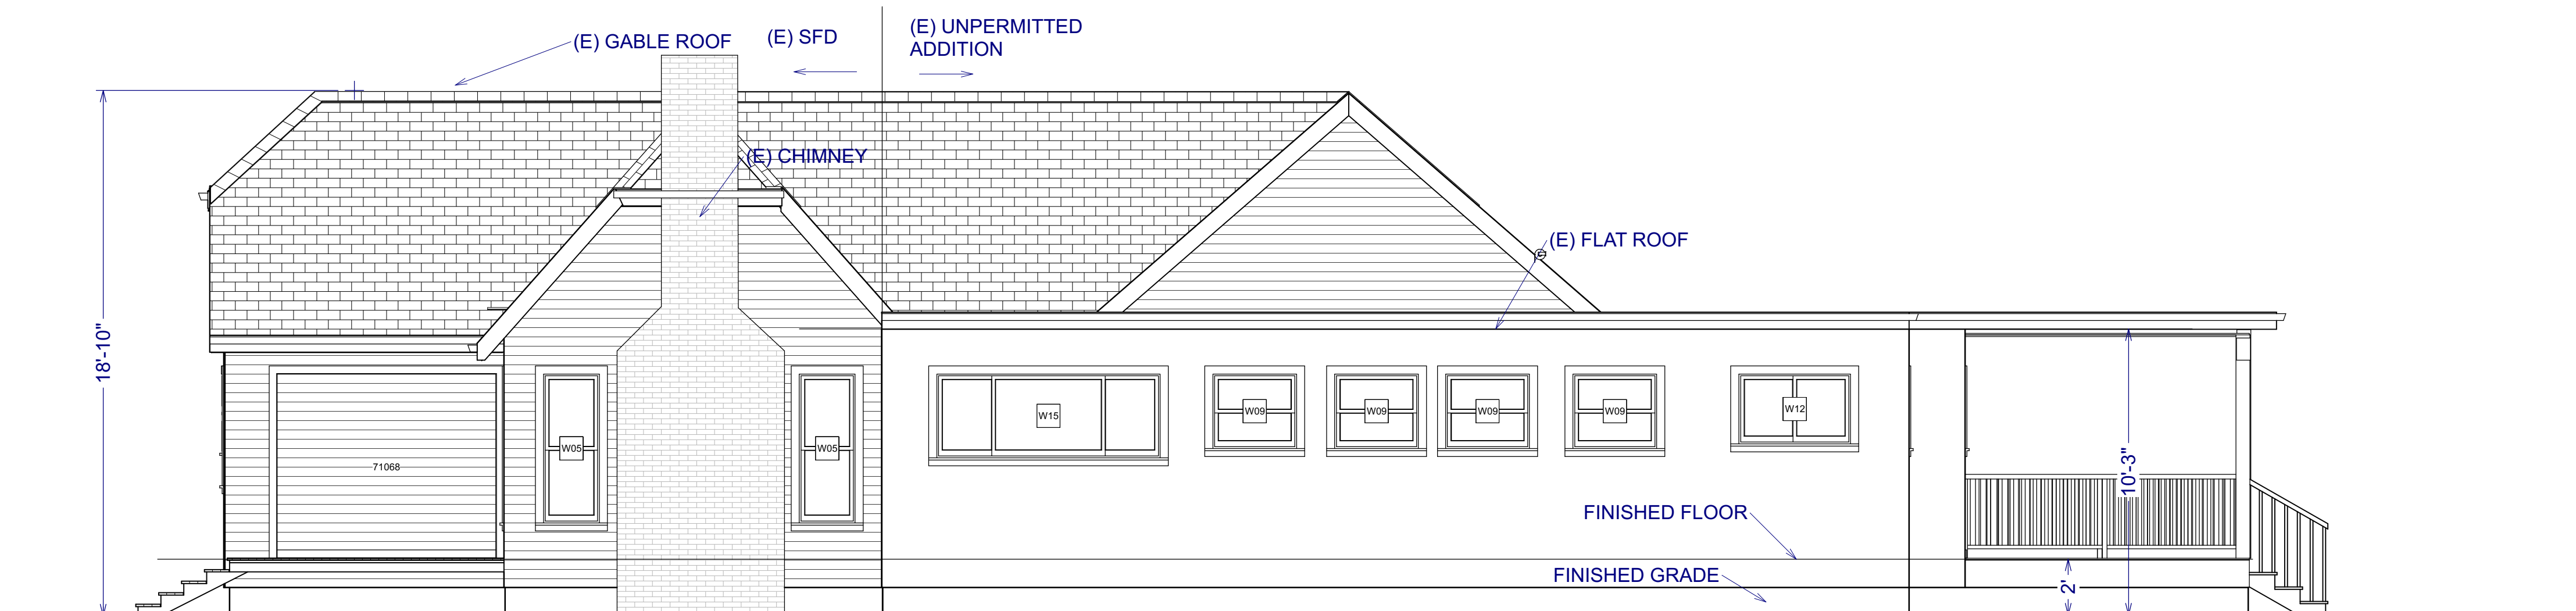 (E) GABLE ROOF
(E) SFD
(E) UNPERMITTED
ADDITION
(E) CHIMNEY
(E) FLAT ROOF
18'-10"
W15
W09
W09
W09
W09
W12
W05
W05
71068
10'-3"
FINISHED FLOOR
FINISHED GRADE
2'